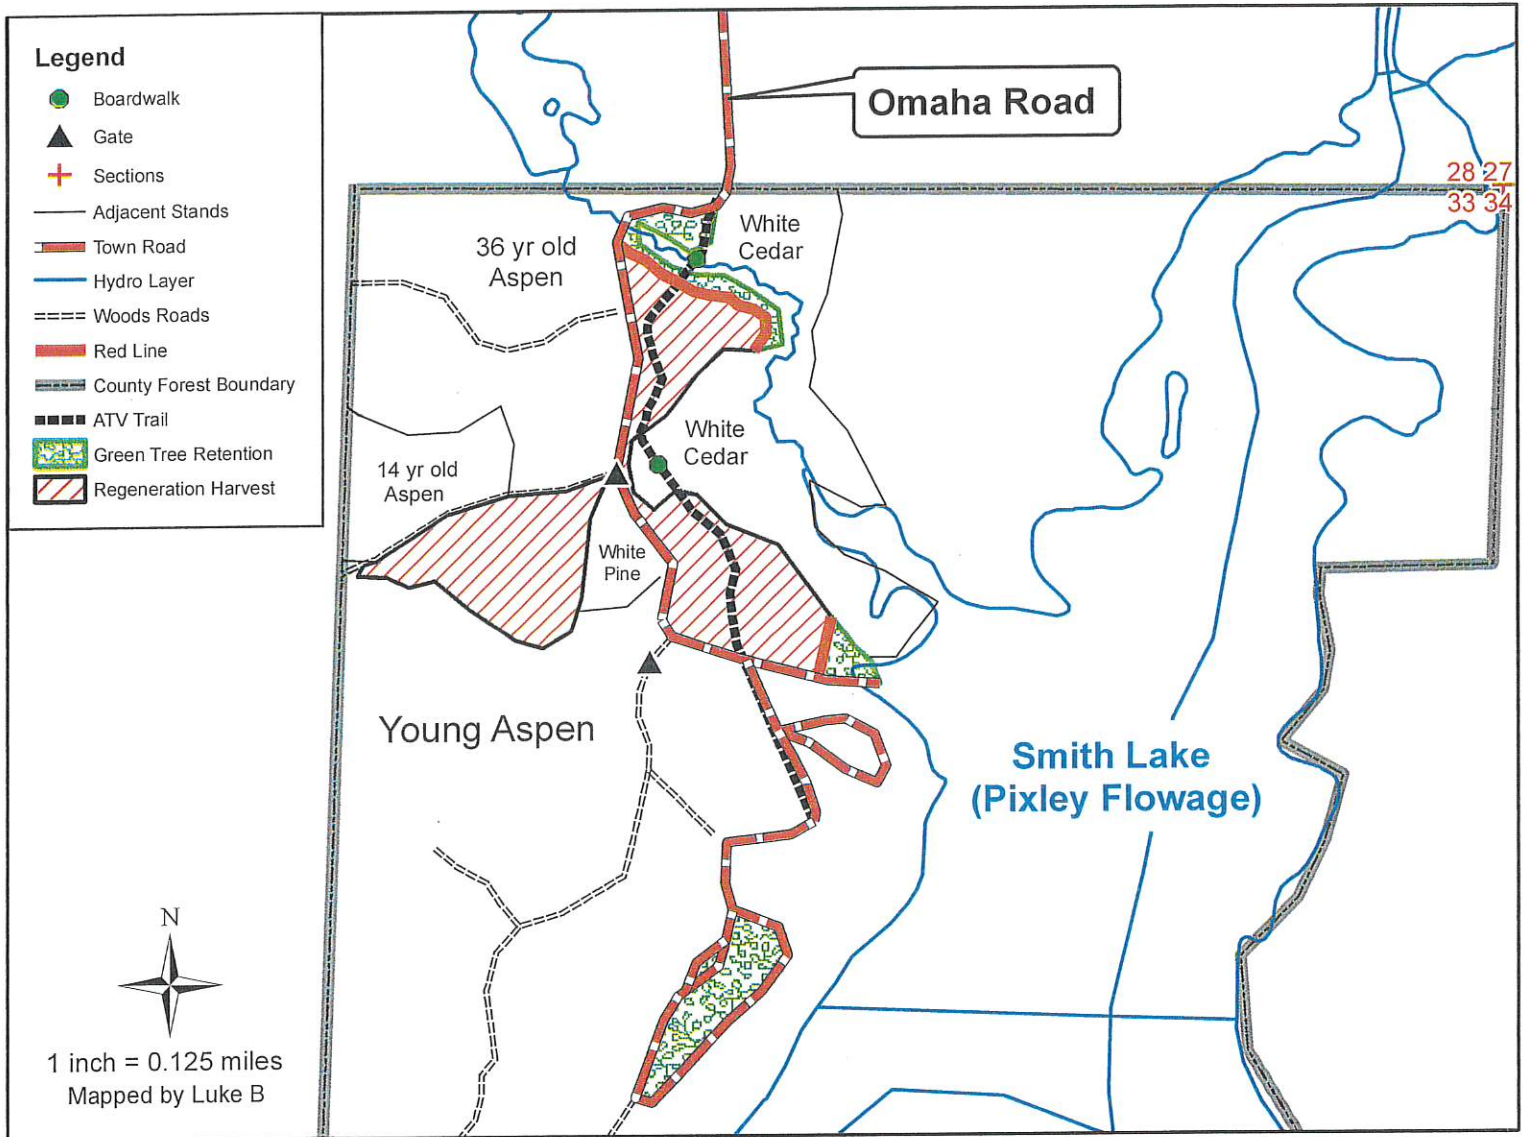 Legend
Boardwalk
Gate
Sections
Adjacent Stands
Town Road
Hydro Layer
Woods Roads
Red Line
County Forest Boundary
ATV Trail
Green Tree Retention
Regeneration Harvest
Omaha Road
28 27
33 34
White
Cedar
36 yr old
Aspen
White
Cedar
14 yr old
Aspen
White
Pine
Young Aspen
Smith Lake
(Pixley Flowage)
N
1 inch = 0.125 miles
Mapped by Luke B